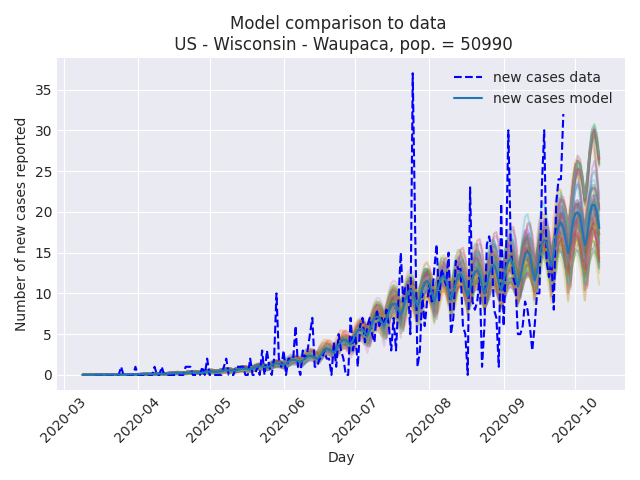 Model comparison to data
US - Wisconsin - Waupaca, pop. = 50990
new cases data
new cases model
Number of new cases reported
35
30
25
20
15
10
5
0
2020-03
2020-04
2020-05
2020-06
2020-07
2020-08
2020-09
2020-10
Day